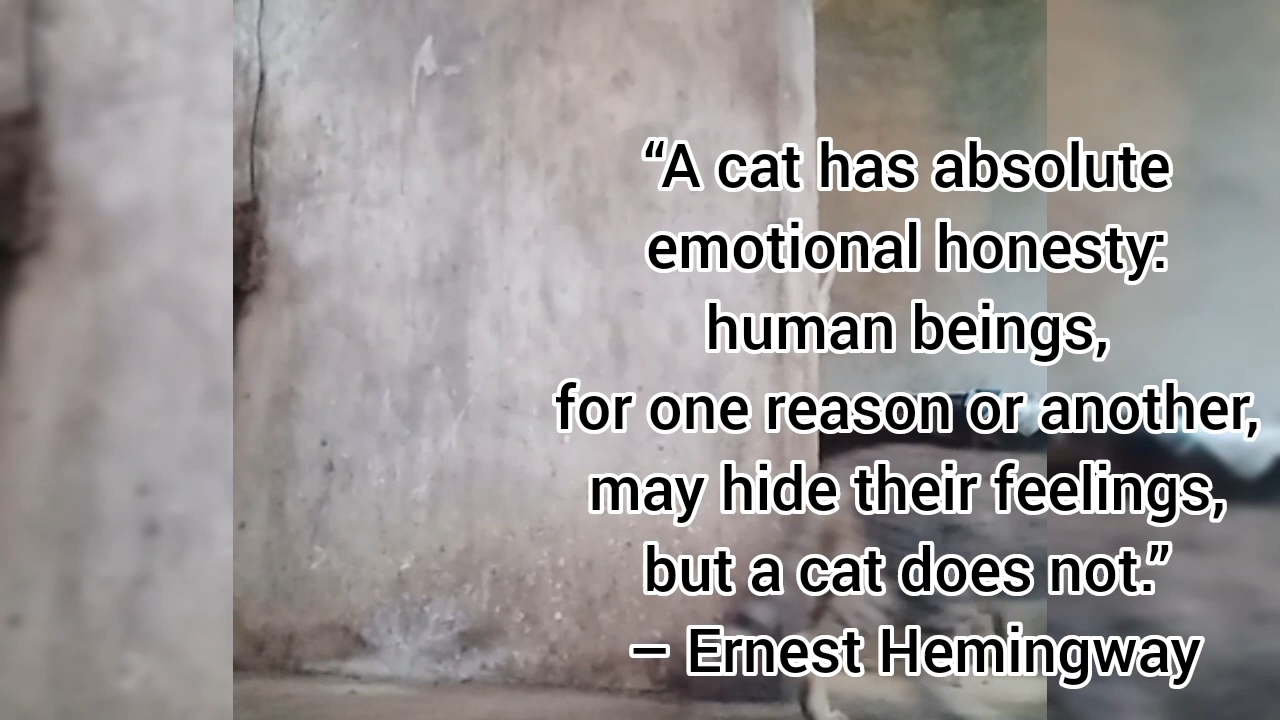 “A cat has absolute
emotional honesty:
human beings,
for one reason or another,
may hide their feelings,
but a cat does not.”
– Ernest Hemingway